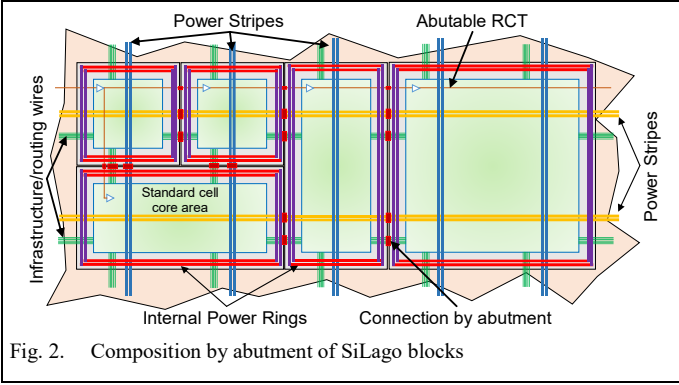 Power Stripes
Abutable RCT
Infrastructure/routing wires
Standard cell
core area
Power Stripes
Internal Power Rings
Connection by abutment
Fig. 2. Composition by abutment of SiLago blocks